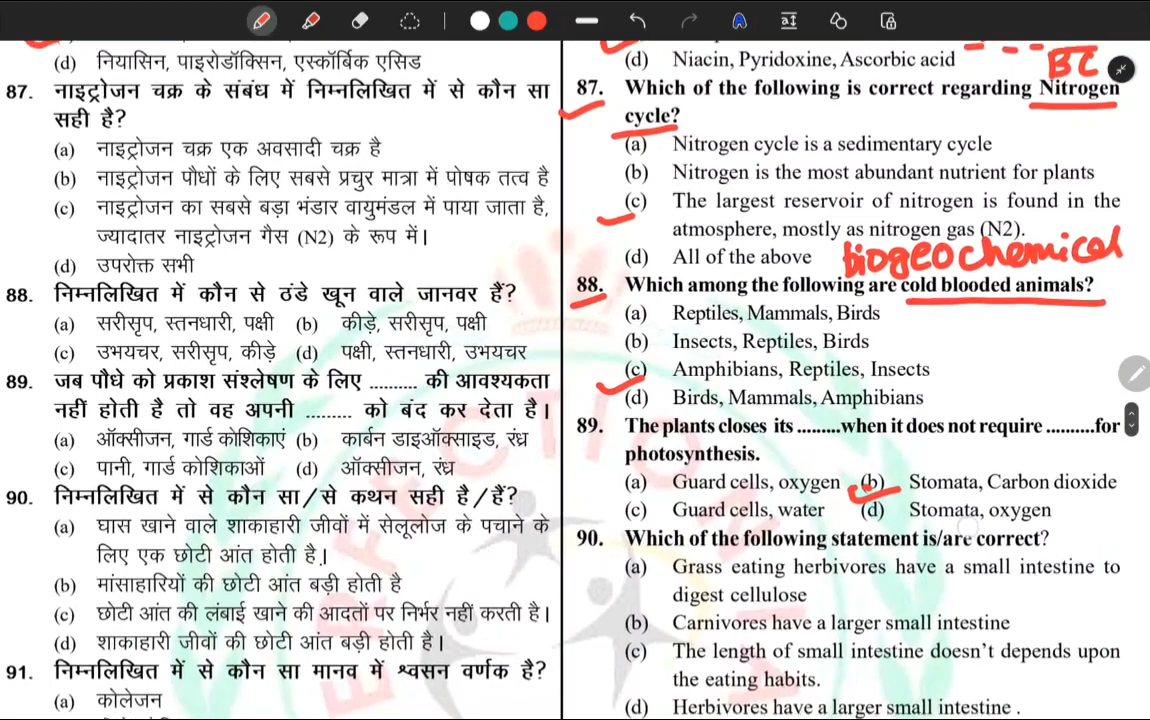 (d) नियासिन, पाइरोडॉक्सिन, एस्कॉर्बिक एसिड
87. नाइट्रोजन चक्र के संबंध में निम्नलिखित में से कौन सा
सही है?
(a) नाइट्रोजन चक्र एक अवसादी चक्र है
(b) नाइट्रोजन पौधों के लिए सबसे प्रचुर मात्रा में पोषक तत्व है
(c) नाइट्रोजन का सबसे बड़ा भंडार वायुमंडल में पाया जाता है,
ज्यादातर नाइट्रोजन गैस (N2) के रूप में।
(d) उपरोक्त सभी
88. निम्नलिखित में कौन से ठंडे खून वाले जानवर हैं?
(a) सरीसृप, स्तनधारी, पक्षी (b) कीड़े, सरीसृप, पक्षी
(c) उभयचर, सरीसृप, कीड़े (d) पक्षी, स्तनधारी, उभयचर
89. जब पौधे को प्रकाश संश्लेषण के लिए .......... की आवश्यकता
नहीं होती है तो वह अपनी .......... को बंद कर देता है।
(a) ऑक्सीजन, गार्ड कोशिकाएं (b) कार्बन डाइऑक्साइड, रंध्र
(c) पानी, गार्ड कोशिकाओं (d) ऑक्सीजन, रंध्र
90. निम्नलिखित में से कौन सा/से कथन सही है/हैं?
(a) घास खाने वाले शाकाहारी जीवों में सेलूलोज के पचाने के
लिए एक छोटी आंत होती है।
(b) मांसाहारियों की छोटी आंत बड़ी होती है
(c) छोटी आंत की लंबाई खाने की आदतों पर निर्भर नहीं करती है।
(d) शाकाहारी जीवों की छोटी आंत बड़ी होती है।
91. निम्नलिखित में से कौन सा मानव में श्वसन वर्णक है?
(a) कोलेजन
(d) Niacin, Pyridoxine, Ascorbic acid
BC
87. Which of the following is correct regarding Nitrogen
cycle?
(a) Nitrogen cycle is a sedimentary cycle
(b) Nitrogen is the most abundant nutrient for plants
(c) The largest reservoir of nitrogen is found in the
atmosphere, mostly as nitrogen gas (N2).
(d) All of the above
biogeochemical
88. Which among the following are cold blooded animals?
(a) Reptiles, Mammals, Birds
(b) Insects, Reptiles, Birds
(c) Amphibians, Reptiles, Insects
(d) Birds, Mammals, Amphibians
89. The plants closes its .........when it does not require ..........for
photosynthesis.
(a) Guard cells, oxygen (b) Stomata, Carbon dioxide
(c) Guard cells, water (d) Stomata, oxygen
90. Which of the following statement is/are correct?
(a) Grass eating herbivores have a small intestine to
digest cellulose
(b) Carnivores have a larger small intestine
(c) The length of small intestine doesn't depends upon
the eating habits.
(d) Herbivores have a larger small intestine .